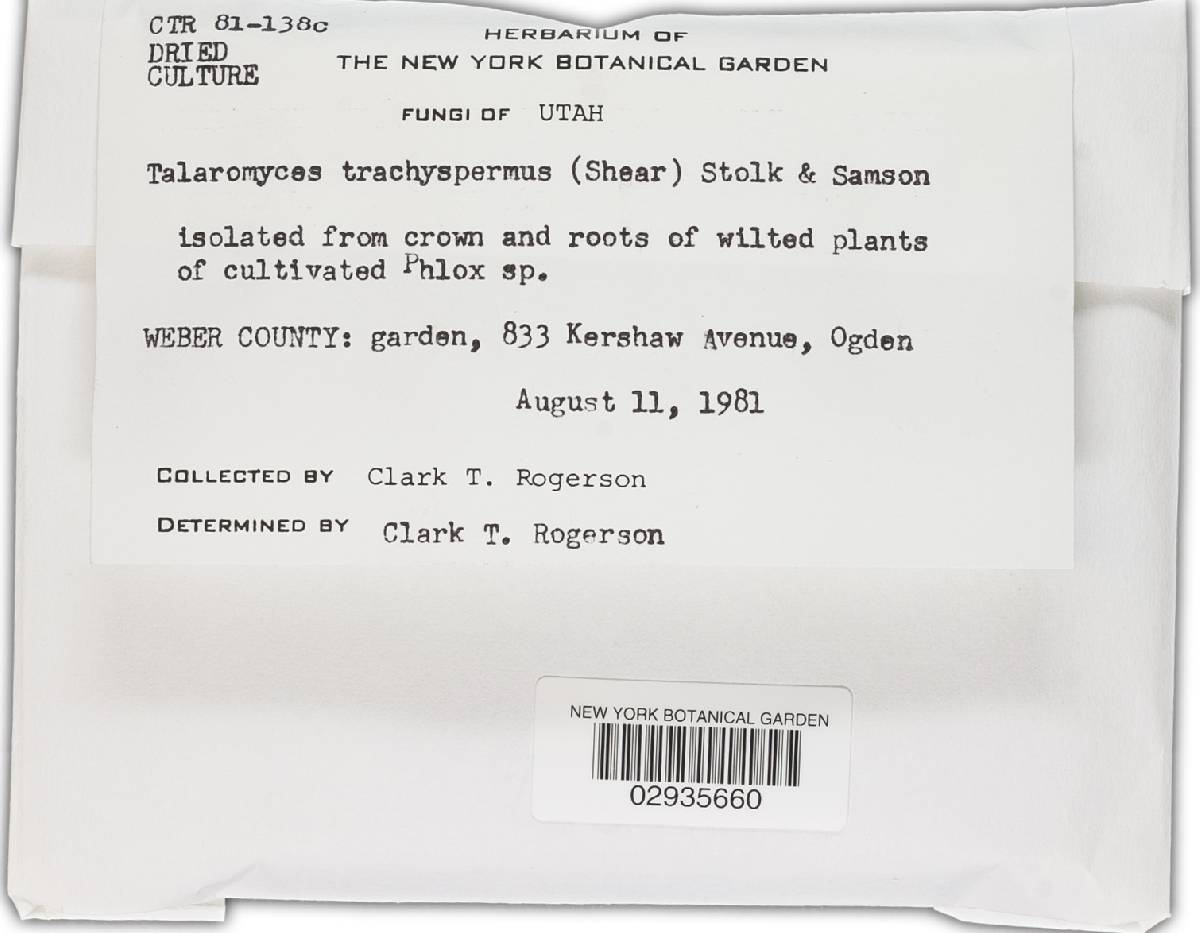 CTR 81-138c
DRIED
CULTURE
HERBARIUM OF
THE NEW YORK BOTANICAL GARDEN
FUNGI OF UTAH
Talaromyces trachyspermus (Shear) Stolk & Samson
isolated from crown and roots of wilted plants
of cultivated Phlox sp.
WEBER COUNTY: garden, 833 Kershaw Avenue, Ogden
August 11, 1981
COLLECTED BY Clark T. Rogerson
DETERMINED BY Clark T. Rogerson
NEW YORK BOTANICAL GARDEN
02935660